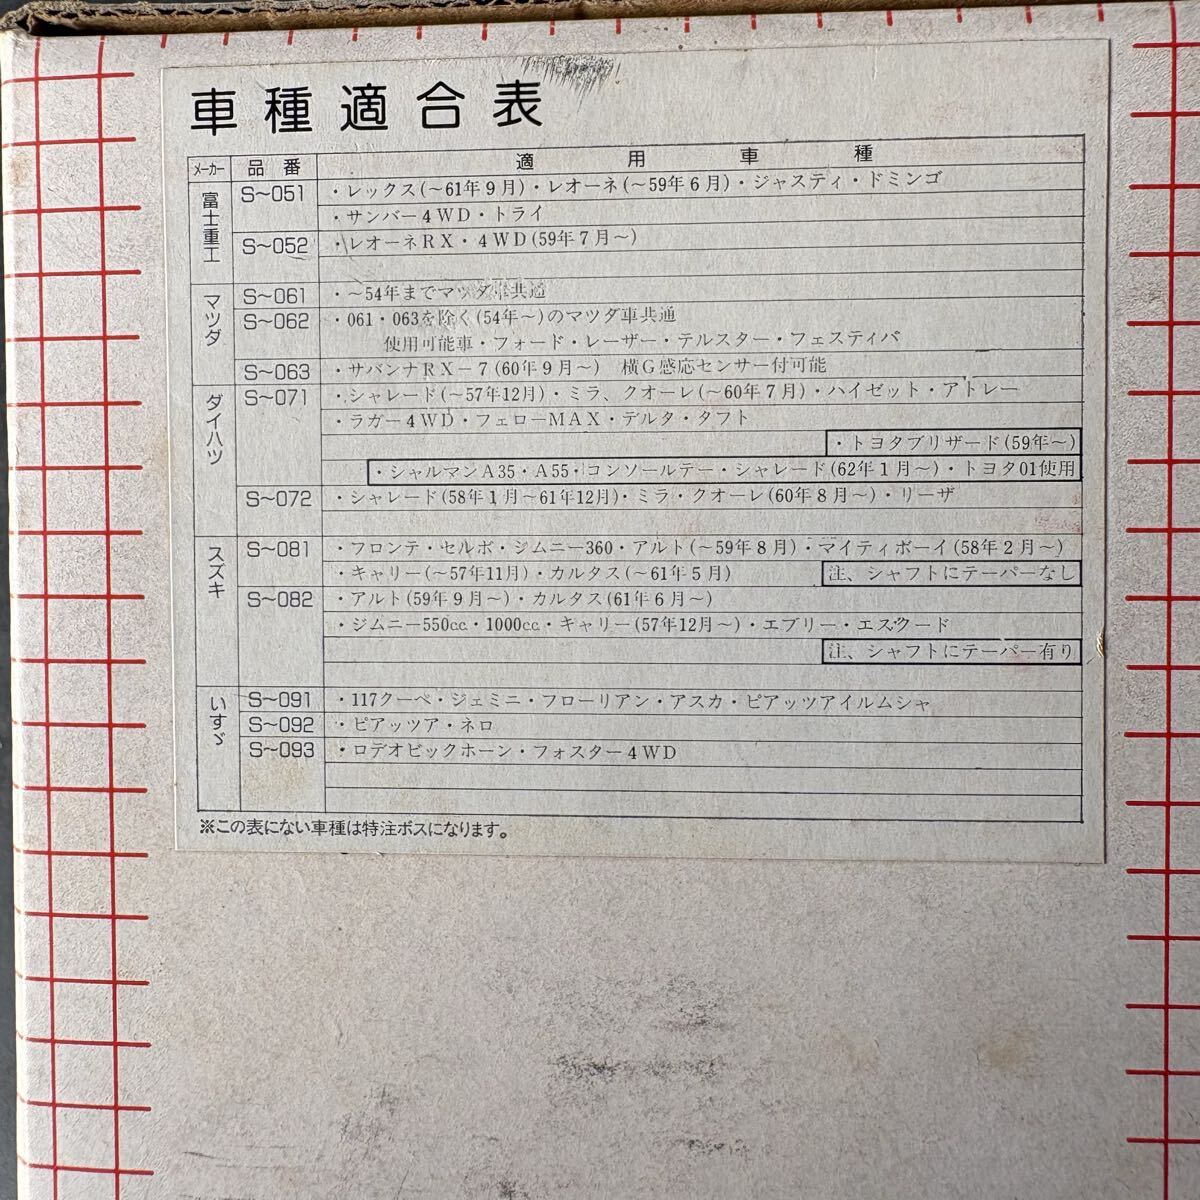 車種適合表
メーカー 品番 適用車種
富士重工 S〜051 ・レックス(〜61年9月)・レオーネ(〜59年6月)・ジャスティ・ドミンゴ
・サンバー4WD・トライ
S〜052 ・レオーネRX・4WD(59年7月〜)
マツダ S〜061 ・〜54年までマツダ車共通
S〜062 ・061・063を除く(54年〜)のマツダ車共通
使用可能車・フォード・レーザー・テルスター・フェスティバ
S〜063 ・サバンナRX−7(60年9月〜) 横G感応センサー付可能
ダイハツ S〜071 ・シャレード(〜57年12月)・ミラ、クオーレ(〜60年7月)・ハイゼット・アトレー
・ラガー4WD・フェローMAX・デルタ・タフト
・トヨタブリザード(59年〜)
・シャルマンA35・A55・コンソールテー・シャレード(62年1月〜)・トヨタ01使用
S〜072 ・シャレード(58年1月〜61年12月)・ミラ・クオーレ(60年8月〜)・リーザ
スズキ S〜081 ・フロンテ・セルボ・ジムニー360・アルト(〜59年8月)・マイティボーイ(58年2月〜)
・キャリー(〜57年11月)・カルタス(〜61年5月) 注、シャフトにテーパーなし
S〜082 ・アルト(59年9月〜)・カルタス(61年6月〜)
・ジムニー550cc・1000cc・キャリー(57年12月〜)・エブリー・エスクード
注、シャフトにテーパー有り
いすゞ S〜091 ・117クーペ・ジェミニ・フローリアン・アスカ・ピアッツアイルムシャ
S〜092 ・ピアッツア・ネロ
S〜093 ・ロデオビックホーン・フォスター4WD
※この表にない車種は特注ボスになります。